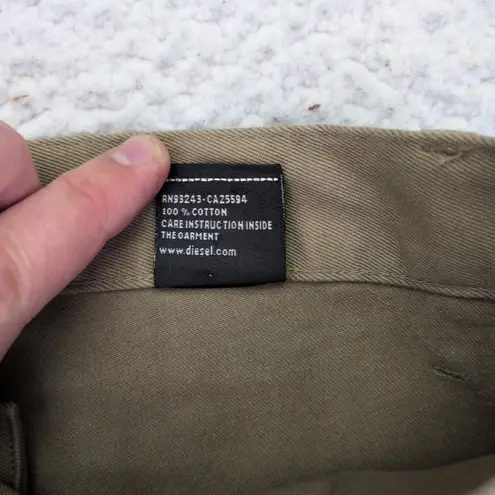 RN93243-CA25594
100 % COTTON
CARE INSTRUCTION INSIDE
THE GARMENT
www.diesel.com